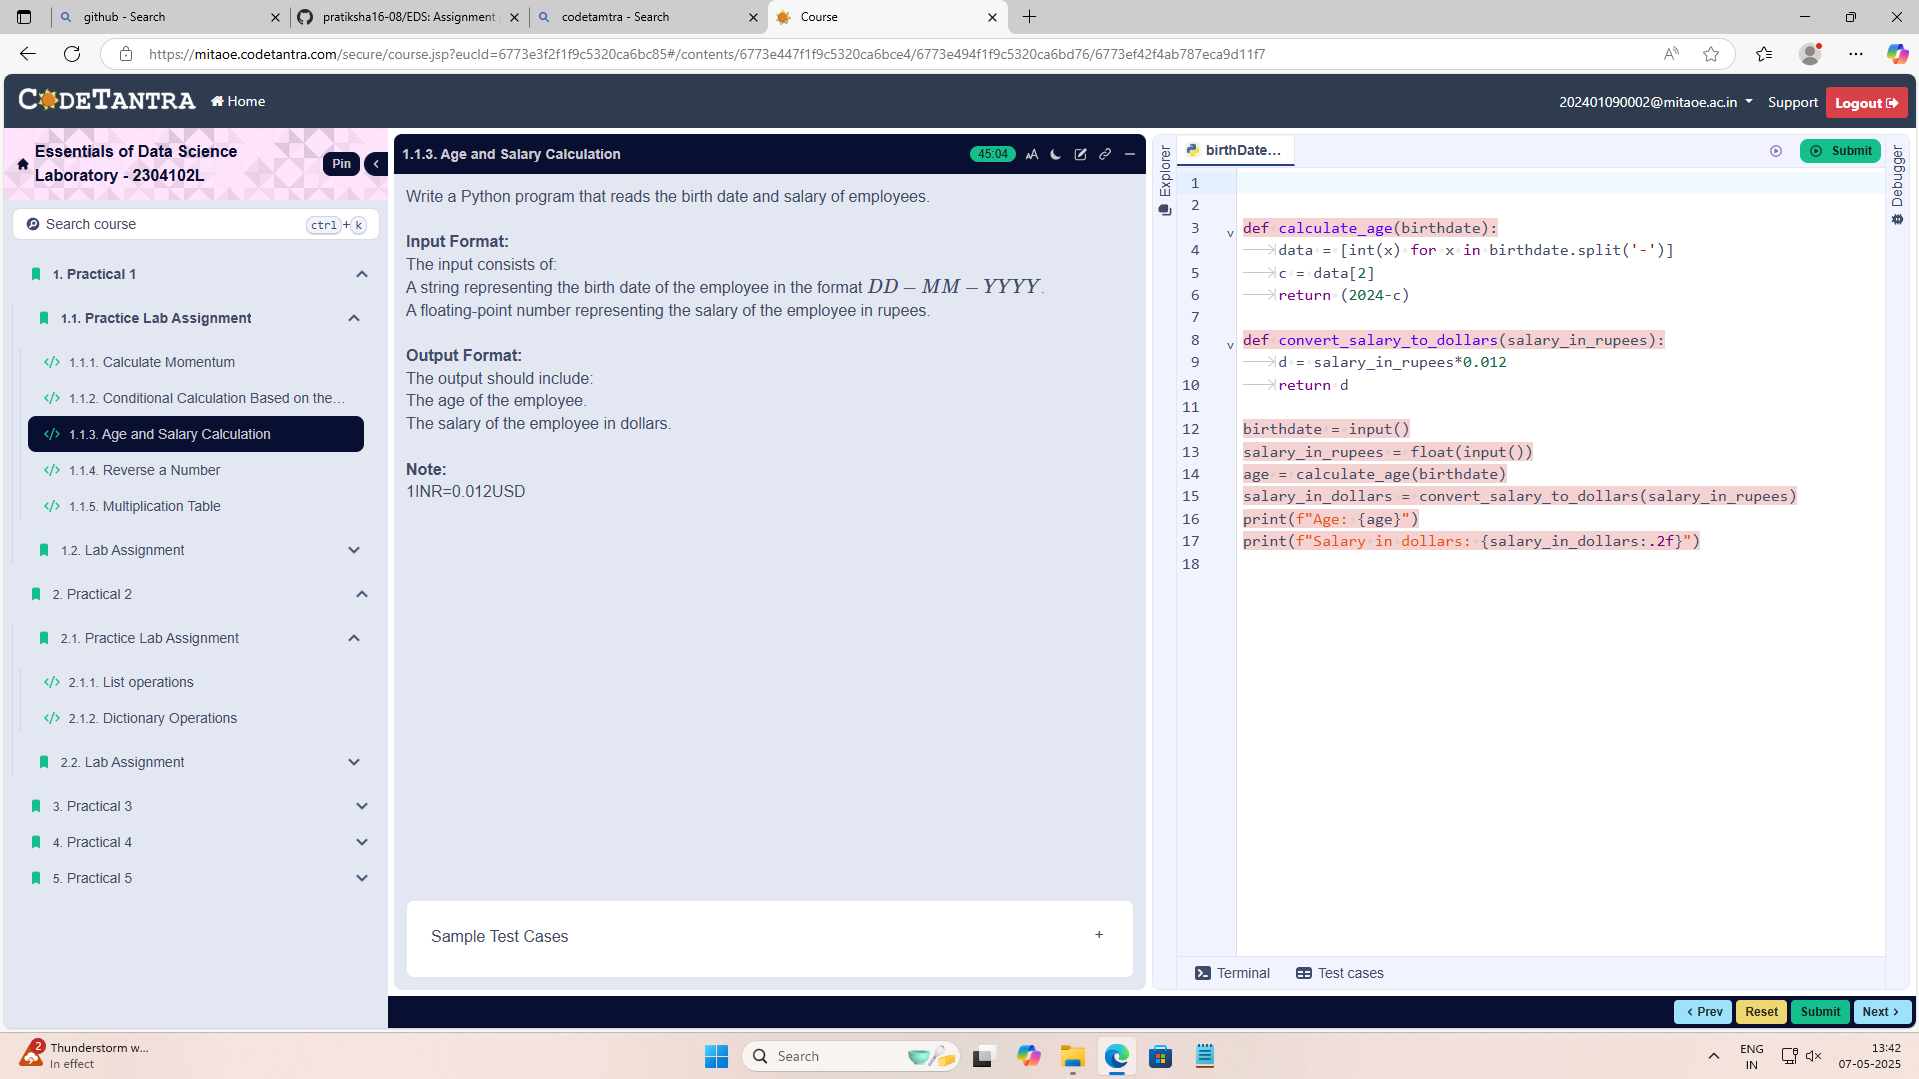 github - Search
pratiksha16-08/EDS: Assignment
codetamtra - Search
Course
https://mitaoe.codetantra.com/secure/course.jsp?eucId=6773e3f2f1f9c5320ca6bc85#/contents/6773e447f1f9c5320ca6bce4/6773e494f1f9c5320ca6bd76/6773ef42f4ab787eca9d11f7
CODETANTRA
Home
202401090002@mitaoe.ac.in
Support
Logout
Essentials of Data Science
Laboratory - 2304102L
Pin
Search course
ctrl + k
1. Practical 1
1.1. Practice Lab Assignment
1.1.1. Calculate Momentum
1.1.2. Conditional Calculation Based on the...
1.1.3. Age and Salary Calculation
1.1.4. Reverse a Number
1.1.5. Multiplication Table
1.2. Lab Assignment
2. Practical 2
2.1. Practice Lab Assignment
2.1.1. List operations
2.1.2. Dictionary Operations
2.2. Lab Assignment
3. Practical 3
4. Practical 4
5. Practical 5
1.1.3. Age and Salary Calculation
45:04
AA
Write a Python program that reads the birth date and salary of employees.
Input Format:
The input consists of:
A string representing the birth date of the employee in the format DD − MM − YYYY.
A floating-point number representing the salary of the employee in rupees.
Output Format:
The output should include:
The age of the employee.
The salary of the employee in dollars.
Note:
1INR=0.012USD
Sample Test Cases
+
Explorer
birthDate...
Submit
Debugger
1
2
3 def calculate_age(birthdate):
4 data = [int(x) for x in birthdate.split('-')]
5 c = data[2]
6 return (2024-c)
7
8 def convert_salary_to_dollars(salary_in_rupees):
9 d = salary_in_rupees*0.012
10 return d
11
12 birthdate = input()
13 salary_in_rupees = float(input())
14 age = calculate_age(birthdate)
15 salary_in_dollars = convert_salary_to_dollars(salary_in_rupees)
16 print(f"Age: {age}")
17 print(f"Salary in dollars: {salary_in_dollars:.2f}")
18
Terminal
Test cases
< Prev
Reset
Submit
Next >
2
Thunderstorm w...
In effect
Search
ENG
IN
13:42
07-05-2025